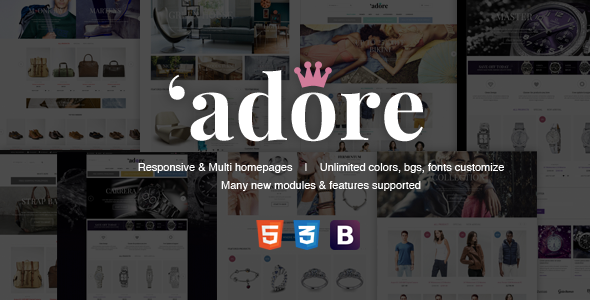 ‘adore
Responsive & Multi homepages | Unlimited colors, bgs, fonts customize
Many new modules & features supported
5 3 B